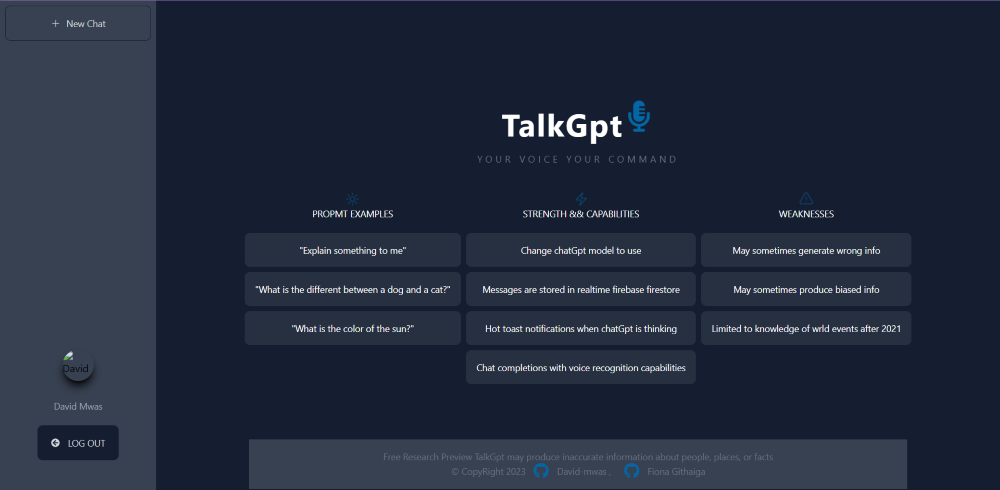 New Chat
TalkGpt
YOUR VOICE YOUR COMMAND
PROPMT EXAMPLES
"Explain something to me"
"What is the different between a dog and a cat?"
"What is the color of the sun?"
STRENGTH && CAPABILITIES
Change chatGpt model to use
Messages are stored in realtime firebase firestore
Hot toast notifications when chatGpt is thinking
Chat completions with voice recognition capabilities
WEAKNESSES
May sometimes generate wrong info
May sometimes produce biased info
Limited to knowledge of wrld events after 2021
David
David Mwas
LOG OUT
Free Research Preview TalkGpt may produce inaccurate information about people, places, or facts
© CopyRight 2023 David-mwas , Fiona Githaiga